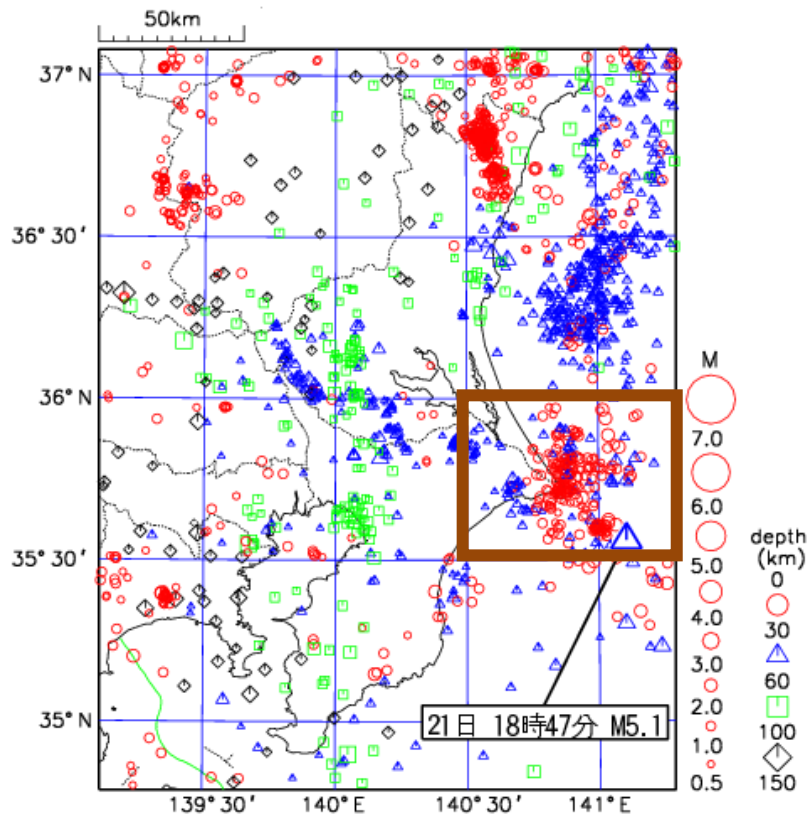 50km
37° N
36° 30′
36° N
35° 30′
35° N
139° 30′
140° E
140° 30′
141° E
21日 18時47分 M5.1
M
7.0
6.0
5.0
4.0
3.0
2.0
1.0
0.5
depth
(km)
0
30
60
100
150